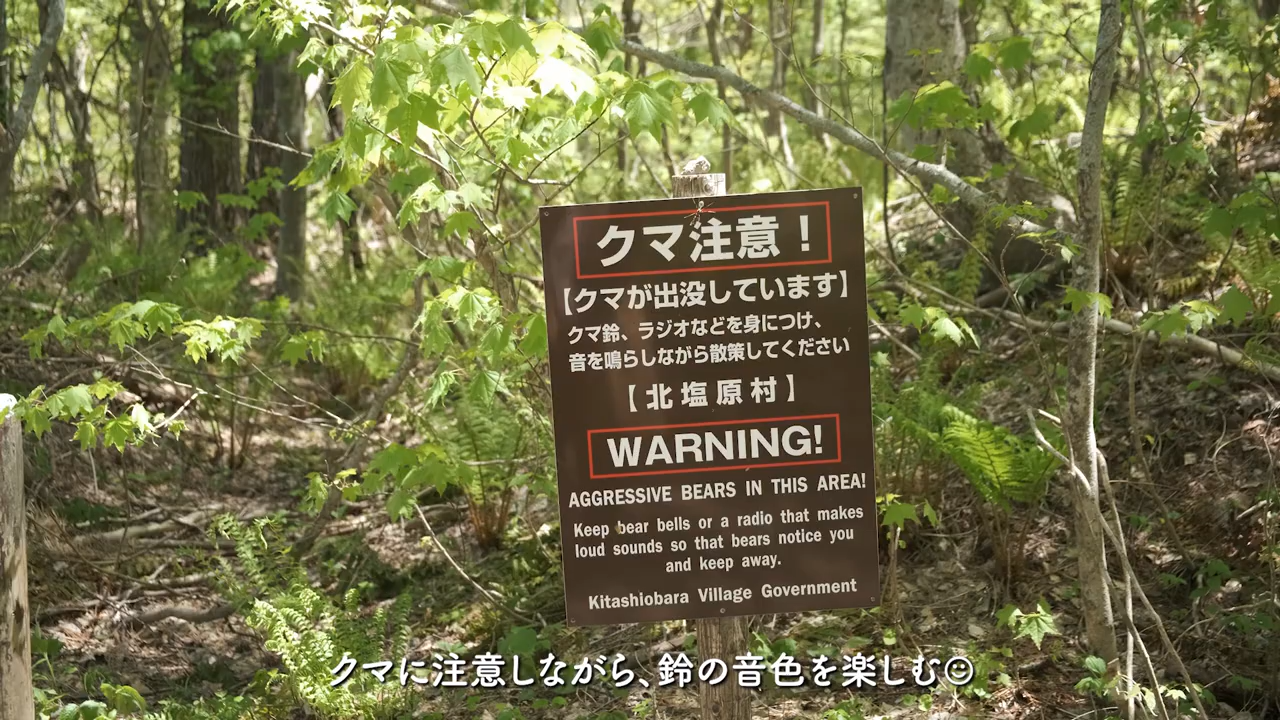 クマ注意！
【クマが出没しています】
クマ鈴、ラジオなどを身につけ、
音を鳴らしながら散策してください
【北塩原村】
WARNING!
AGGRESSIVE BEARS IN THIS AREA!
Keep bear bells or a radio that makes
loud sounds so that bears notice you
and keep away.
Kitashiobara Village Government
クマに注意しながら、鈴の音色を楽しむ☺